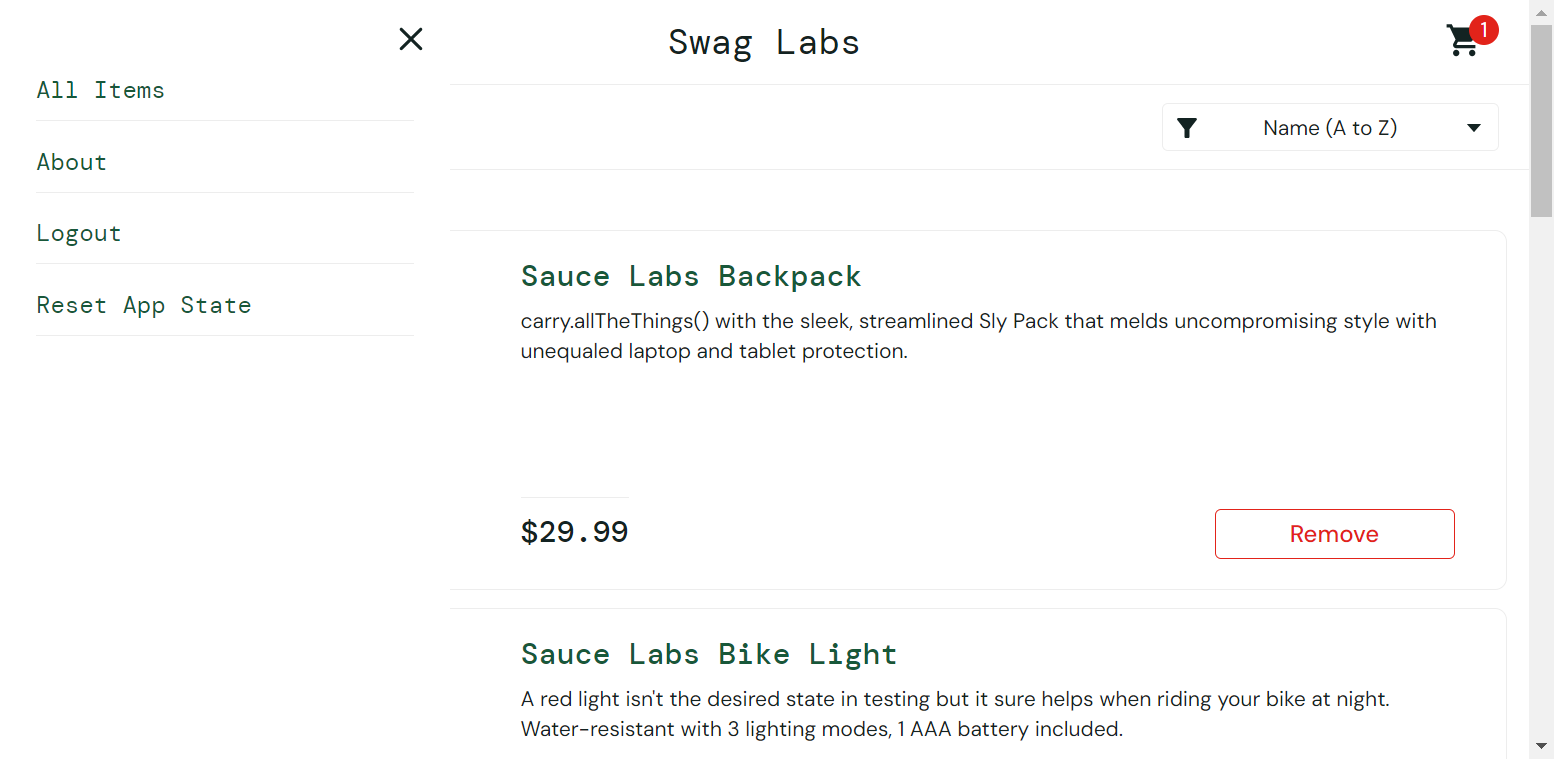 All Items
About
Logout
Reset App State
Swag Labs
1
Name (A to Z)
Sauce Labs Backpack
carry.allTheThings() with the sleek, streamlined Sly Pack that melds uncompromising style with
unequaled laptop and tablet protection.
$29.99
Remove
Sauce Labs Bike Light
A red light isn't the desired state in testing but it sure helps when riding your bike at night.
Water-resistant with 3 lighting modes, 1 AAA battery included.